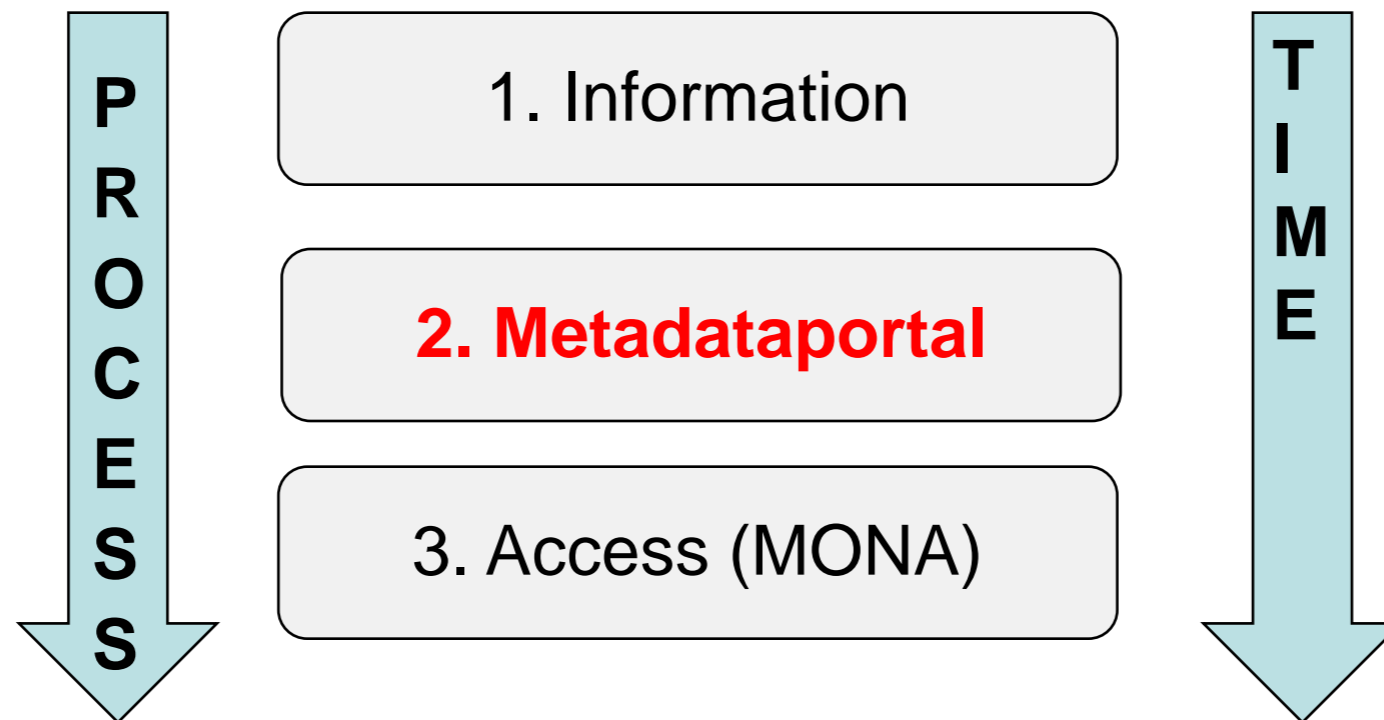 PROCESS
1. Information
2. Metadataportal
3. Access (MONA)
TIME